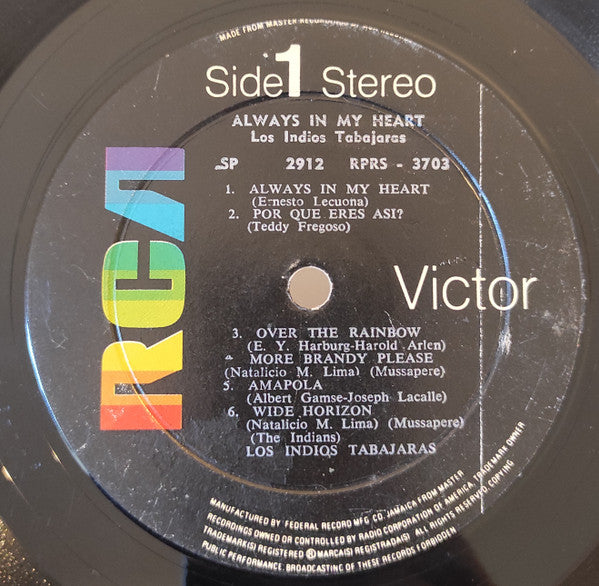 MADE FROM MASTER RECORDINGS
Side 1 Stereo
ALWAYS IN MY HEART
Los Indios Tabajaras
SP 2912 RPRS - 3703
1. ALWAYS IN MY HEART
(Ernesto Lecuona)
2. POR QUE ERES ASI?
(Teddy Fregoso)
RCA
Victor
3. OVER THE RAINBOW
(E. Y. Harburg-Harold Arlen)
MORE BRANDY PLEASE
(Natalicio M. Lima) (Mussapere)
5. AMAPOLA
(Albert Gamse-Joseph Lacalle)
6. WIDE HORIZON
(Natalicio M. Lima) (Mussapere)
(The Indians)
LOS INDIOS TABAJARAS
MANUFACTURED BY FEDERAL RECORD MFG CO JAMAICA FROM MASTER
RECORDINGS OWNED OR CONTROLLED BY RADIO CORPORATION OF AMERICA, TRADEMARK OWNER
TRADEMARK(S) REGISTERED ® MARCA(S) REGISTRADA(S) ALL RIGHTS RESERVED COPYING
PUBLIC PERFORMANCE, BROADCASTING OF THESE RECORDS FORBIDDEN